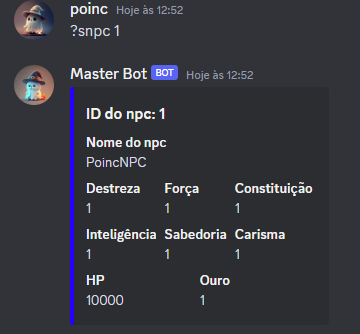 poinc Hoje às 12:52
?snpc 1
Master Bot BOT Hoje às 12:52
ID do npc: 1
Nome do npc
PoincNPC
Destreza Força Constituição
1 1 1
Inteligência Sabedoria Carisma
1 1 1
HP Ouro
10000 1